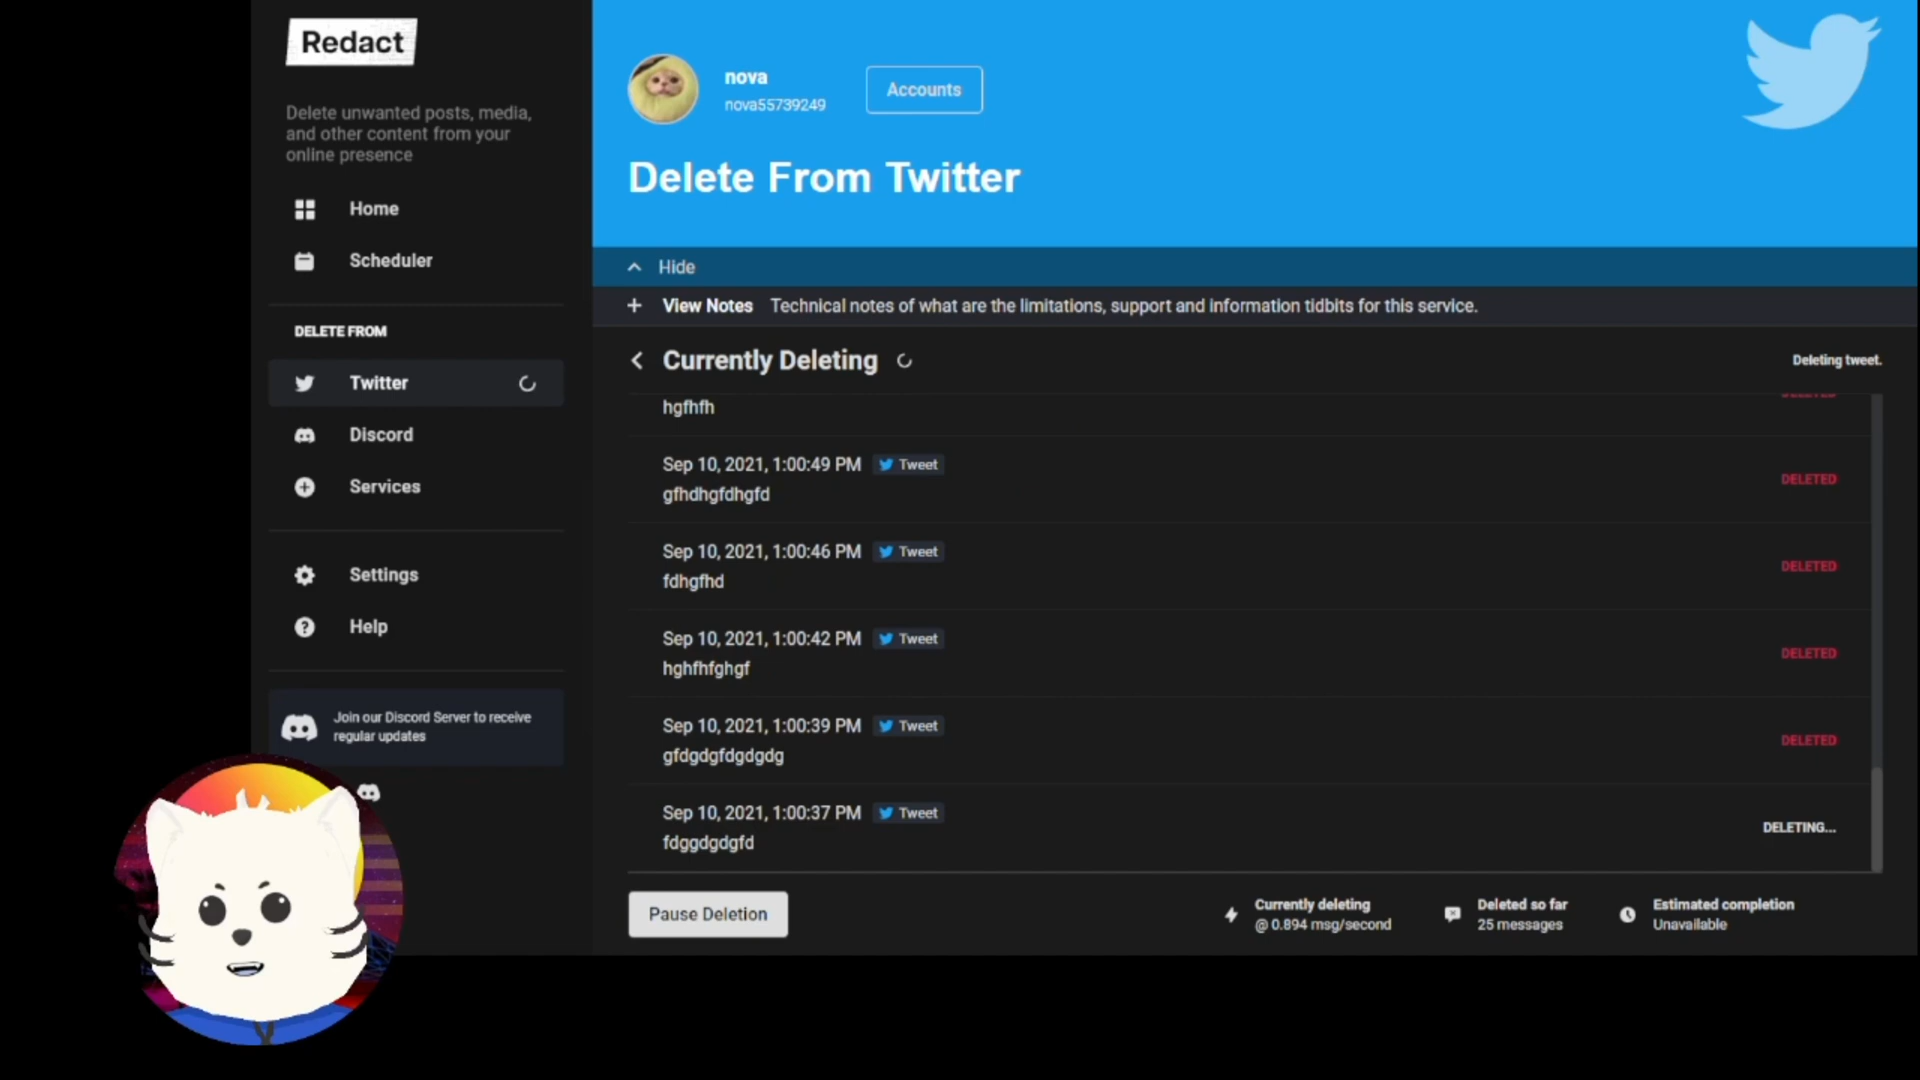 Redact
Delete unwanted posts, media,
and other content from your
online presence
Home
Scheduler
DELETE FROM
Twitter
Discord
Services
Settings
Help
Join our Discord Server to receive
regular updates
nova
nova55739249
Accounts
Delete From Twitter
Hide
View Notes Technical notes of what are the limitations, support and information tidbits for this service.
Currently Deleting
Deleting tweet.
hgfhfh
DELETED
Sep 10, 2021, 1:00:49 PM Tweet
gfhdhgfdhgfd
DELETED
Sep 10, 2021, 1:00:46 PM Tweet
fdhgfhd
DELETED
Sep 10, 2021, 1:00:42 PM Tweet
hghfhfghgf
DELETED
Sep 10, 2021, 1:00:39 PM Tweet
gfdgdgfdgdgdg
DELETED
Sep 10, 2021, 1:00:37 PM Tweet
fdggdgdgfd
DELETING...
Pause Deletion
Currently deleting
@ 0.894 msg/second
Deleted so far
25 messages
Estimated completion
Unavailable